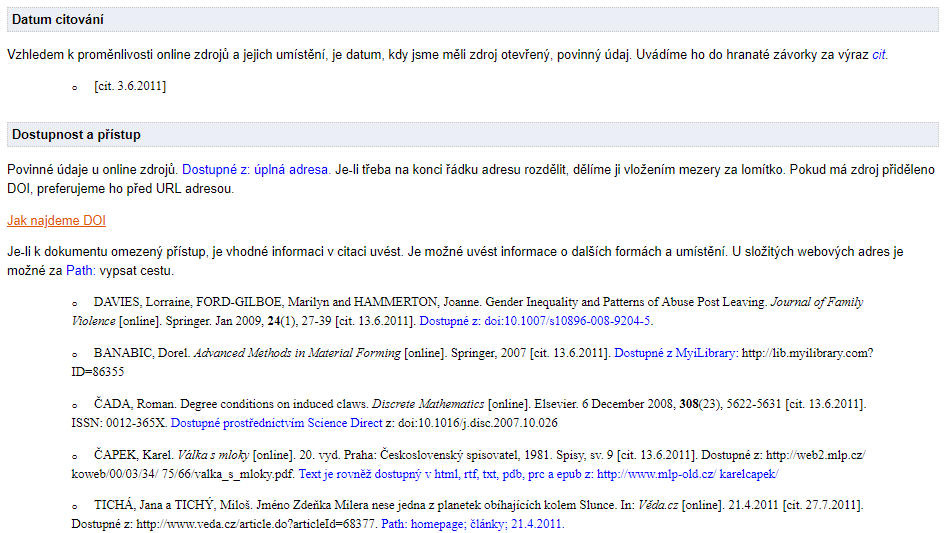 Datum citování
Vzhledem k proměnlivosti online zdrojů a jejich umístění, je datum, kdy jsme měli zdroj otevřený, povinný údaj. Uvádíme ho do hranaté závorky za výraz cit.
[cit. 3.6.2011]
Dostupnost a přístup
Povinné údaje u online zdrojů. Dostupné z: úplná adresa. Je-li třeba na konci řádku adresu rozdělit, dělíme ji vložením mezery za lomítko. Pokud má zdroj přiděleno
DOI, preferujeme ho před URL adresou.
Jak najdeme DOI
Je-li k dokumentu omezený přístup, je vhodné informaci v citaci uvést. Je možné uvést informace o dalších formách a umístění. U složitých webových adres je
možné za Path: vypsat cestu.
DAVIES, Lorraine, FORD-GILBOE, Marilyn and HAMMERTON, Joanne. Gender Inequality and Patterns of Abuse Post Leaving. Journal of Family
Violence [online]. Springer. Jan 2009, 24(1), 27-39 [cit. 13.6.2011]. Dostupné z: doi:10.1007/s10896-008-9204-5.
BANABIC, Dorel. Advanced Methods in Material Forming [online]. Springer, 2007 [cit. 13.6.2011]. Dostupné z MyiLibrary: http://lib.myilibrary.com?
ID=86355
ČADA, Roman. Degree conditions on induced claws. Discrete Mathematics [online]. Elsevier. 6 December 2008, 308(23), 5622-5631 [cit. 13.6.2011].
ISSN: 0012-365X. Dostupné prostřednictvím Science Direct z: doi:10.1016/j.disc.2007.10.026
ČAPEK, Karel. Válka s mloky [online]. 20. vyd. Praha: Československý spisovatel, 1981. Spisy, sv. 9 [cit. 13.6.2011]. Dostupné z: http://web2.mlp.cz/
koweb/00/03/34/ 75/66/valka_s_mloky.pdf. Text je rovněž dostupný v html, rtf, txt, pdb, prc a epub z: http://www.mlp-old.cz/ karelcapek/
TICHÁ, Jana a TICHÝ, Miloš. Jméno Zdeňka Milera nese jedna z planetek obíhajících kolem Slunce. In: Věda.cz [online]. 21.4.2011 [cit. 27.7.2011].
Dostupné z: http://www.veda.cz/article.do?articleId=68377. Path: homepage; články; 21.4.2011.